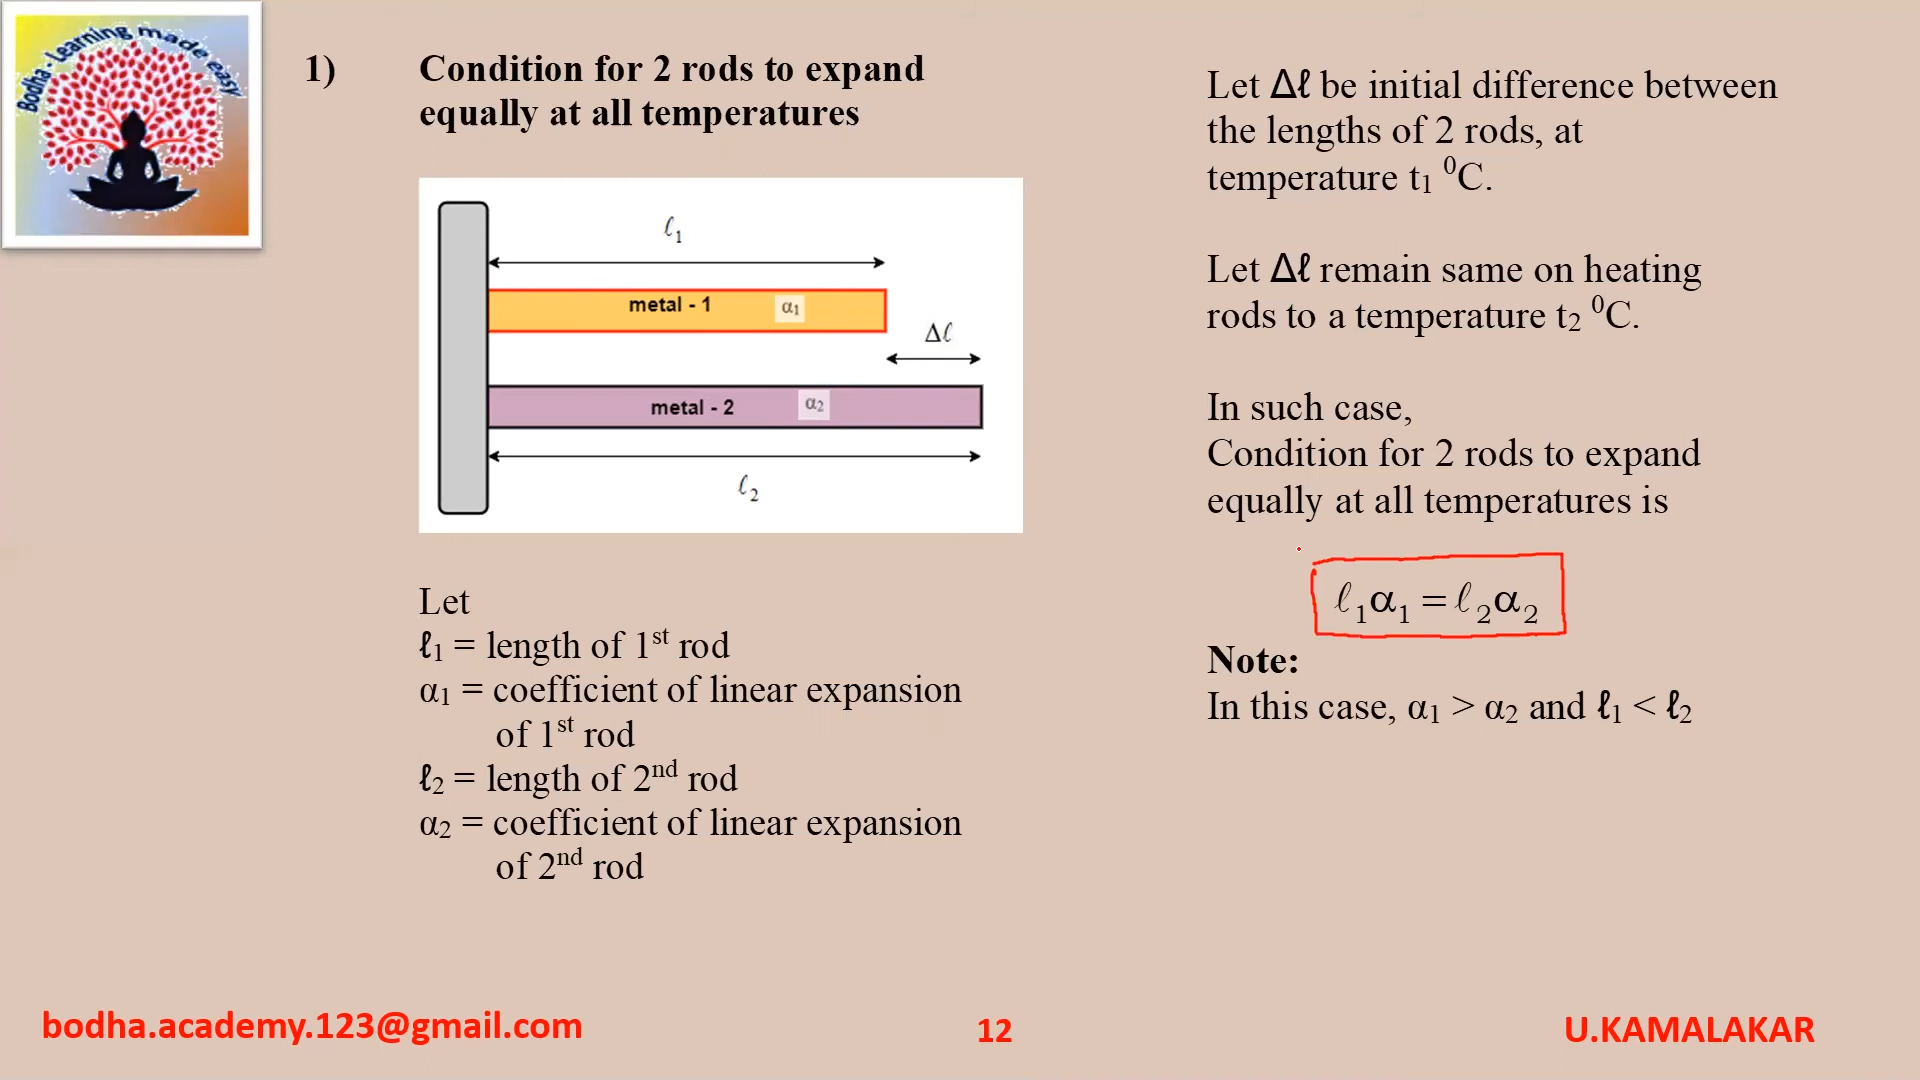 Bodha - Learning made easy
1) Condition for 2 rods to expand
equally at all temperatures
ℓ₁
metal - 1 α₁
Δℓ
metal - 2 α₂
ℓ₂
Let
ℓ₁ = length of 1ˢᵗ rod
α₁ = coefficient of linear expansion
of 1ˢᵗ rod
ℓ₂ = length of 2ⁿᵈ rod
α₂ = coefficient of linear expansion
of 2ⁿᵈ rod
Let Δℓ be initial difference between
the lengths of 2 rods, at
temperature t₁ ⁰C.
Let Δℓ remain same on heating
rods to a temperature t₂ ⁰C.
In such case,
Condition for 2 rods to expand
equally at all temperatures is
ℓ₁α₁ = ℓ₂α₂
Note:
In this case, α₁ > α₂ and ℓ₁ < ℓ₂
bodha.academy.123@gmail.com
12
U.KAMALAKAR